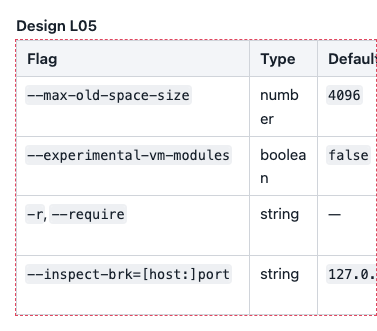 Design L05
Flag Type Default
--max-old-space-size numb 4096
er
--experimental-vm-modules boolea false
n
-r, --require string —
--inspect-brk=[host:]port string 127.0.